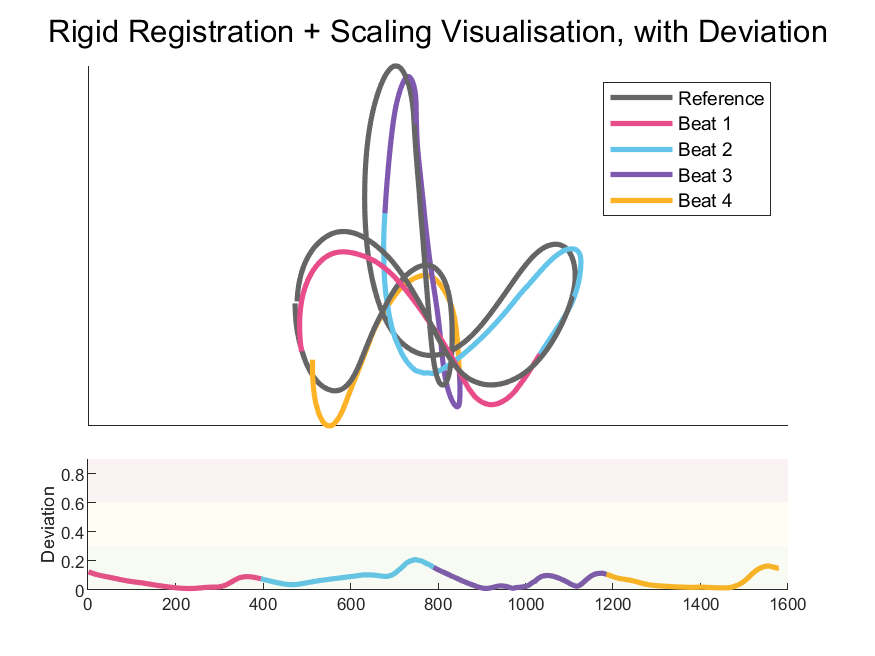 Rigid Registration + Scaling Visualisation, with Deviation
Reference
Beat 1
Beat 2
Beat 3
Beat 4
Deviation
0.8
0.6
0.4
0.2
0
0 200 400 600 800 1000 1200 1400 1600